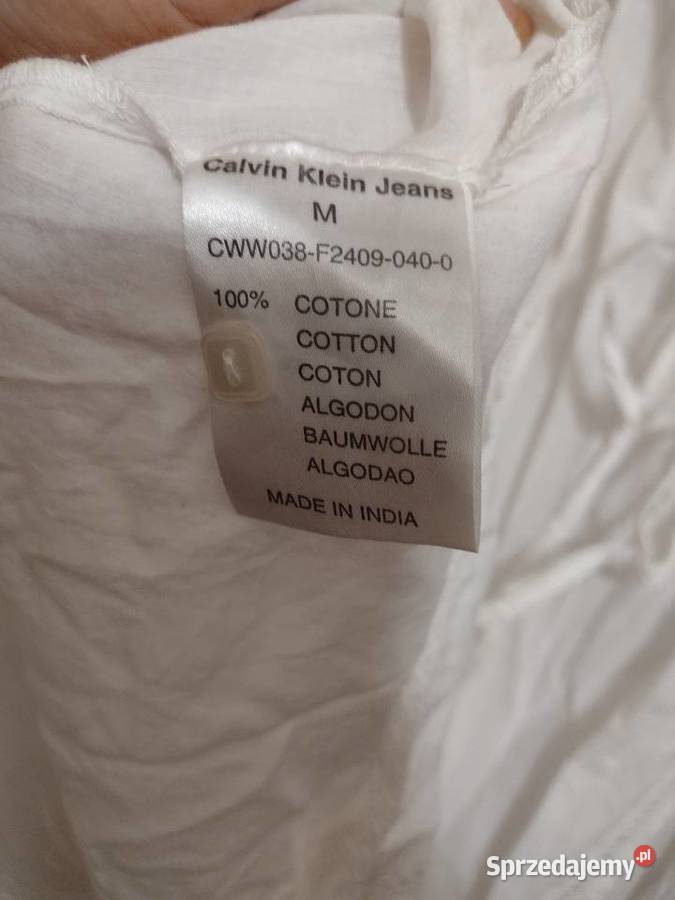 Calvin Klein Jeans
M
CWW038-F2409-040-0
100% COTONE
COTTON
COTON
ALGODON
BAUMWOLLE
ALGODAO
MADE IN INDIA
Sprzedajemy.pl